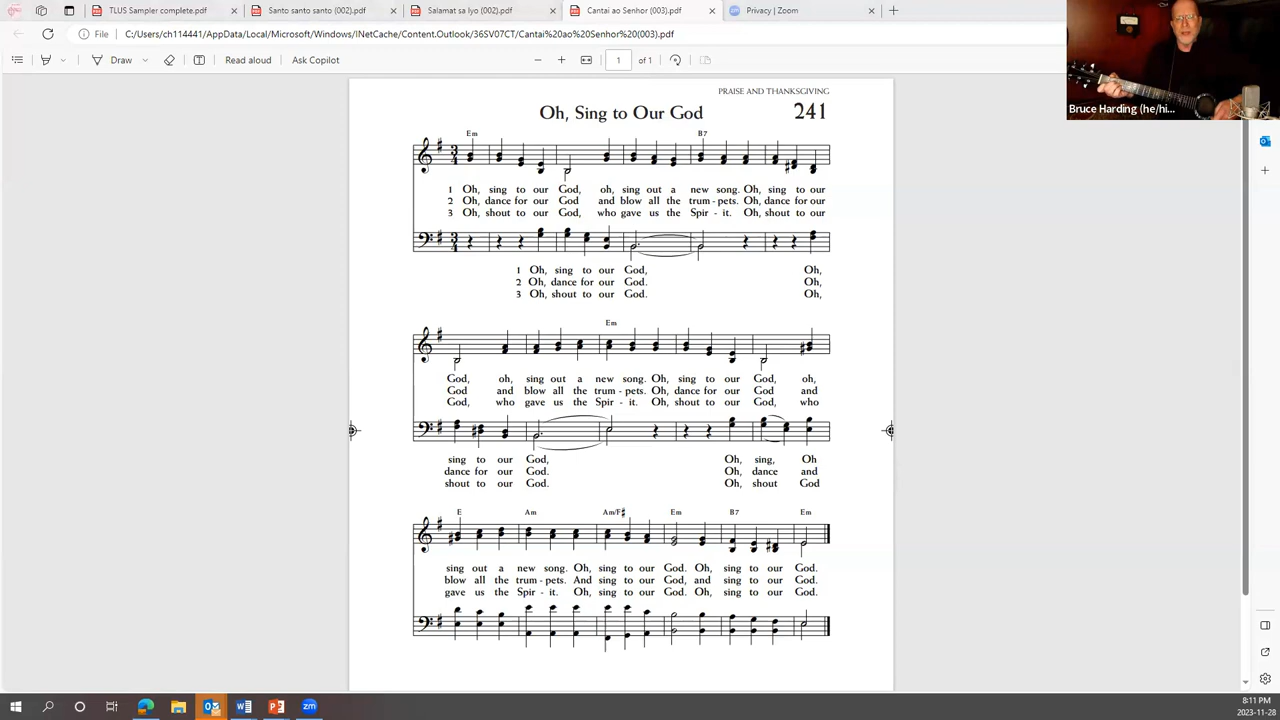 TLUS Sampler complete.pdf
Santo santo santo (002).pdf
Salamat sa Iyo (002).pdf
Cantai ao Senhor (003).pdf
Privacy | Zoom
File
C:/Users/ch114441/AppData/Local/Microsoft/Windows/INetCache/Content.Outlook/36SV07CT/Cantai%20ao%20Senhor%20(003).pdf
Draw
Read aloud
Ask Copilot
1 of 1
Bruce Harding (he/hi...
PRAISE AND THANKSGIVING
Oh, Sing to Our God 241
Em B7
1 Oh, sing to our God, oh, sing out a new song. Oh, sing to our
2 Oh, dance for our God and blow all the trum - pets. Oh, dance for our
3 Oh, shout to our God, who gave us the Spir - it. Oh, shout to our
1 Oh, sing to our God, Oh,
2 Oh, dance for our God. Oh,
3 Oh, shout to our God. Oh,
Em
God, oh, sing out a new song. Oh, sing to our God, oh,
God and blow all the trum - pets. Oh, dance for our God and
God, who gave us the Spir - it. Oh, shout to our God, who
sing to our God, Oh, sing, Oh
dance for our God. Oh, dance and
shout to our God. Oh, shout God
E Am Am/F♯ Em B7 Em
sing out a new song. Oh, sing to our God. Oh, sing to our God.
blow all the trum - pets. And sing to our God, and sing to our God.
gave us the Spir - it. Oh, sing to our God. Oh, sing to our God.
8:11 PM
2023-11-28